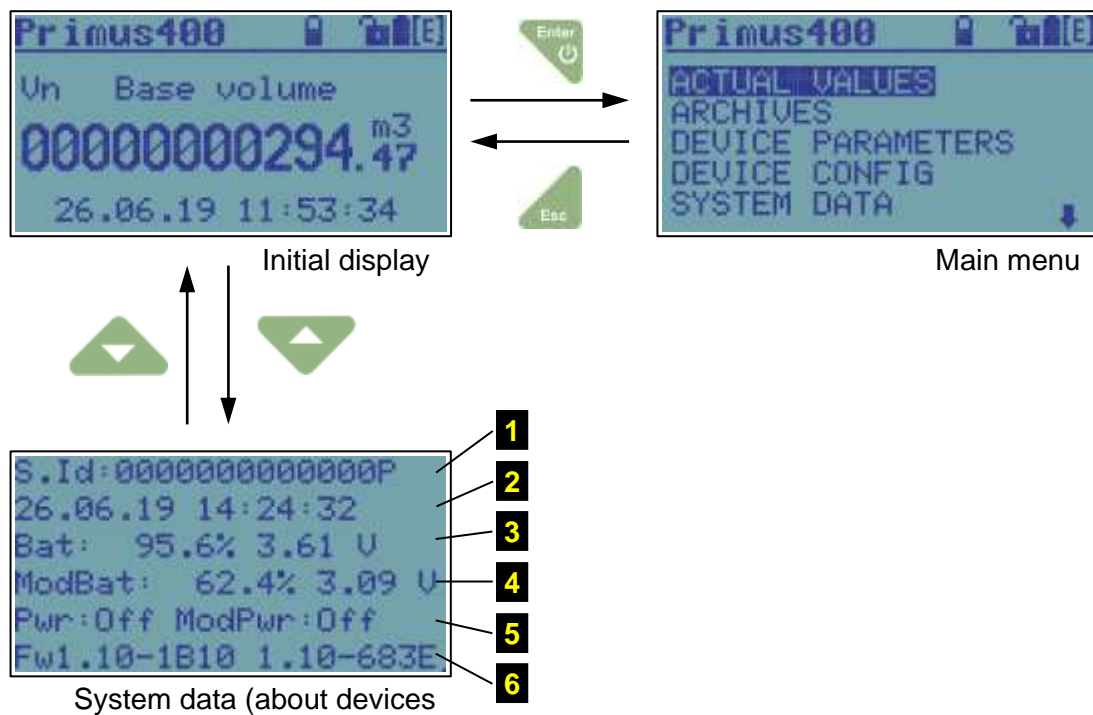 Primus400 [E]
Vn Base volume
00000000294.47 m3
26.06.19 11:53:34
Enter
Esc
Primus400 [E]
ACTUAL VALUES
ARCHIVES
DEVICE PARAMETERS
DEVICE CONFIG
SYSTEM DATA
Initial display
Main menu
S.Id:0000000000000P
26.06.19 14:24:32
Bat: 95.6% 3.61 V
ModBat: 62.4% 3.09 V
Pwr:Off ModPwr:Off
Fw1.10-1B10 1.10-683E
1
2
3
4
5
6
System data (about devices